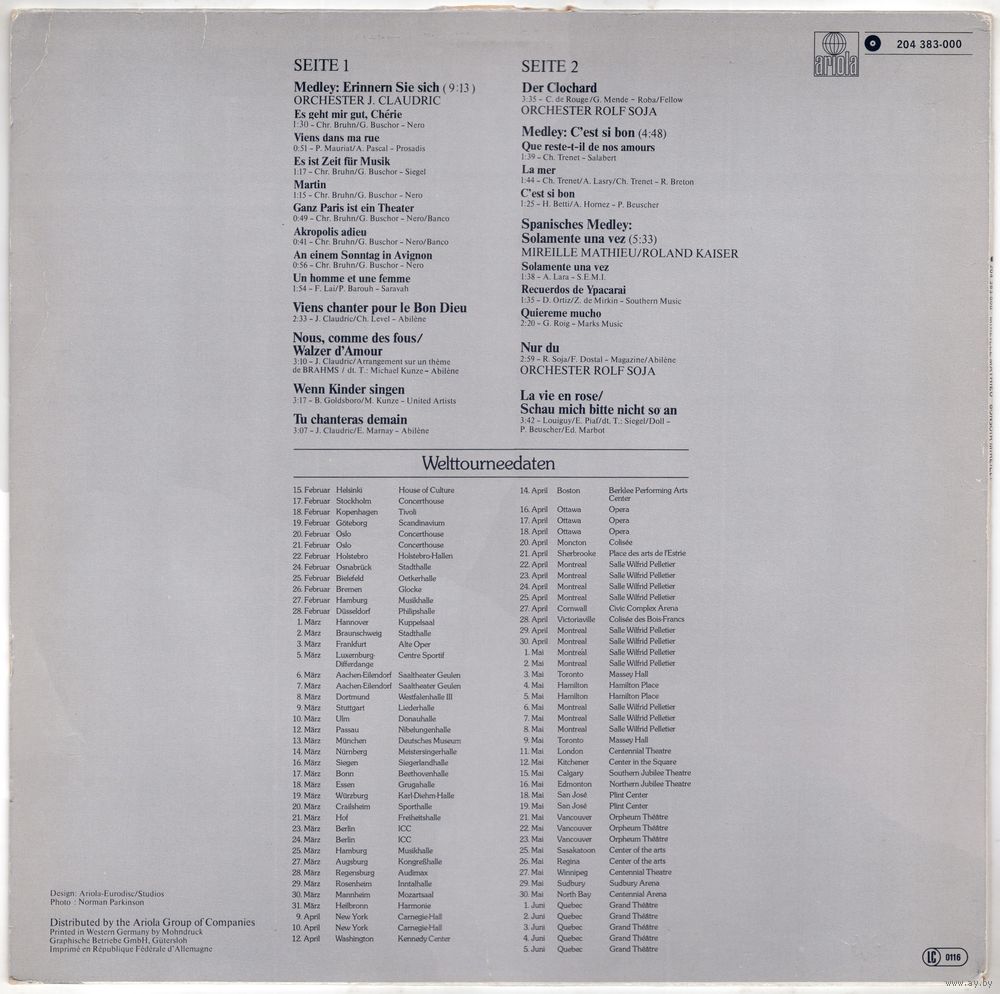 ariola
204 383-000
SEITE 1
Medley: Erinnern Sie sich (9:13)
ORCHESTER J. CLAUDRIC
Es geht mir gut, Chérie
1:30 – Chr. Bruhn/G. Buschor – Nero
Viens dans ma rue
0:51 – P. Mauriat/A. Pascal – Prosadis
Es ist Zeit für Musik
1:17 – Chr. Bruhn/G. Buschor – Siegel
Martin
1:15 – Chr. Bruhn/G. Buschor – Nero
Ganz Paris ist ein Theater
0:49 – Chr. Bruhn/G. Buschor – Nero/Banco
Akropolis adieu
0:41 – Chr. Bruhn/G. Buschor – Nero/Banco
An einem Sonntag in Avignon
0:56 – Chr. Bruhn/G. Buschor – Nero
Un homme et une femme
1:54 – F. Lai/P. Barouh – Saravah
Viens chanter pour le Bon Dieu
2:33 – J. Claudric/Ch. Level – Abilène
Nous, comme des fous/
Walzer d'Amour
3:10 – J. Claudric/Arrangement sur un thème
de BRAHMS / dt. T.: Michael Kunze – Abilène
Wenn Kinder singen
3:17 – B. Goldsboro/M. Kunze – United Artists
Tu chanteras demain
3:07 – J. Claudric/E. Marnay – Abilène
SEITE 2
Der Clochard
3:35 – C. de Rouge/G. Mende – Roba/Fellow
ORCHESTER ROLF SOJA
Medley: C'est si bon (4:48)
Que reste-t-il de nos amours
1:39 – Ch. Trenet – Salabert
La mer
1:44 – Ch. Trenet/A. Lasry/Ch. Trenet – R. Breton
C'est si bon
1:25 – H. Betti/A. Hornez – P. Beuscher
Spanisches Medley:
Solamente una vez (5:33)
MIREILLE MATHIEU/ROLAND KAISER
Solamente una vez
1:38 – A. Lara – S.E.M.I.
Recuerdos de Ypacarai
1:35 – D. Ortiz/Z. de Mirkin – Southern Music
Quiereme mucho
2:20 – G. Roig – Marks Music
Nur du
2:59 – R. Soja/F. Dostal – Magazine/Abilène
ORCHESTER ROLF SOJA
La vie en rose/
Schau mich bitte nicht so an
3:42 – Louiguy/E. Piaf/dt. T.: Siegel/Doll –
P. Beuscher/Ed. Marbot
Welttourneedaten
15. Februar Helsinki House of Culture
17. Februar Stockholm Concerthouse
18. Februar Kopenhagen Tivoli
19. Februar Göteborg Scandinavium
20. Februar Oslo Concerthouse
21. Februar Oslo Concerthouse
22. Februar Holstebro Holstebro-Hallen
24. Februar Osnabrück Stadthalle
25. Februar Bielefeld Oetkerhalle
26. Februar Bremen Glocke
27. Februar Hamburg Musikhalle
28. Februar Düsseldorf Philipshalle
1. März Hannover Kuppelsaal
2. März Braunschweig Stadthalle
3. März Frankfurt Alte Oper
5. März Luxemburg- Centre Sportif
Differdange
6. März Aachen-Eilendorf Saaltheater Geulen
7. März Aachen-Eilendorf Saaltheater Geulen
8. März Dortmund Westfalenhalle III
9. März Stuttgart Liederhalle
10. März Ulm Donauhalle
12. März Passau Nibelungenhalle
13. März München Deutsches Museum
14. März Nürnberg Meistersingerhalle
16. März Siegen Siegerlandhalle
17. März Bonn Beethovenhalle
18. März Essen Grugahalle
19. März Würzburg Karl-Diehm-Halle
20. März Crailsheim Sporthalle
21. März Hof Freiheitshalle
23. März Berlin ICC
24. März Berlin ICC
25. März Hamburg Musikhalle
27. März Augsburg Kongreßhalle
28. März Regensburg Audimax
29. März Rosenheim Inntalhalle
30. März Mannheim Mozartsaal
31. März Heilbronn Harmonie
9. April New York Carnegie-Hall
10. April New York Carnegie-Hall
12. April Washington Kennedy Center
14. April Boston Berklee Performing Arts
Center
16. April Ottawa Opera
17. April Ottawa Opera
18. April Ottawa Opera
20. April Moncton Colisée
21. April Sherbrooke Place des arts de l'Estrie
22. April Montreal Salle Wilfrid Pelletier
23. April Montreal Salle Wilfrid Pelletier
24. April Montreal Salle Wilfrid Pelletier
25. April Montreal Salle Wilfrid Pelletier
27. April Cornwall Civic Complex Arena
28. April Victoriaville Colisée des Bois-Francs
29. April Montreal Salle Wilfrid Pelletier
30. April Montreal Salle Wilfrid Pelletier
1. Mai Montreal Salle Wilfrid Pelletier
2. Mai Montreal Salle Wilfrid Pelletier
3. Mai Toronto Massey Hall
4. Mai Hamilton Hamilton Place
5. Mai Hamilton Hamilton Place
6. Mai Montreal Salle Wilfrid Pelletier
7. Mai Montreal Salle Wilfrid Pelletier
8. Mai Montreal Salle Wilfrid Pelletier
9. Mai Toronto Massey Hall
11. Mai London Centennial Theatre
12. Mai Kitchener Center in the Square
15. Mai Calgary Southern Jubilee Theatre
16. Mai Edmonton Northern Jubilee Theatre
18. Mai San José Plint Center
19. Mai San José Plint Center
21. Mai Vancouver Orpheum Théâtre
22. Mai Vancouver Orpheum Théâtre
23. Mai Vancouver Orpheum Théâtre
25. Mai Sasakatoon Center of the arts
26. Mai Regina Center of the arts
27. Mai Winnipeg Centennial Theatre
29. Mai Sudbury Sudbury Arena
30. Mai North Bay Centennial Arena
1. Juni Quebec Grand Théâtre
2. Juni Quebec Grand Théâtre
3. Juni Quebec Grand Théâtre
4. Juni Quebec Grand Théâtre
5. Juni Quebec Grand Théâtre
Design: Ariola-Eurodisc/Studios
Photo : Norman Parkinson
Distributed by the Ariola Group of Companies
Printed in Western Germany by Mohndruck
Graphische Betriebe GmbH, Gütersloh
Imprimé en République Fédérale d'Allemagne
LC 0116
www.ay.by